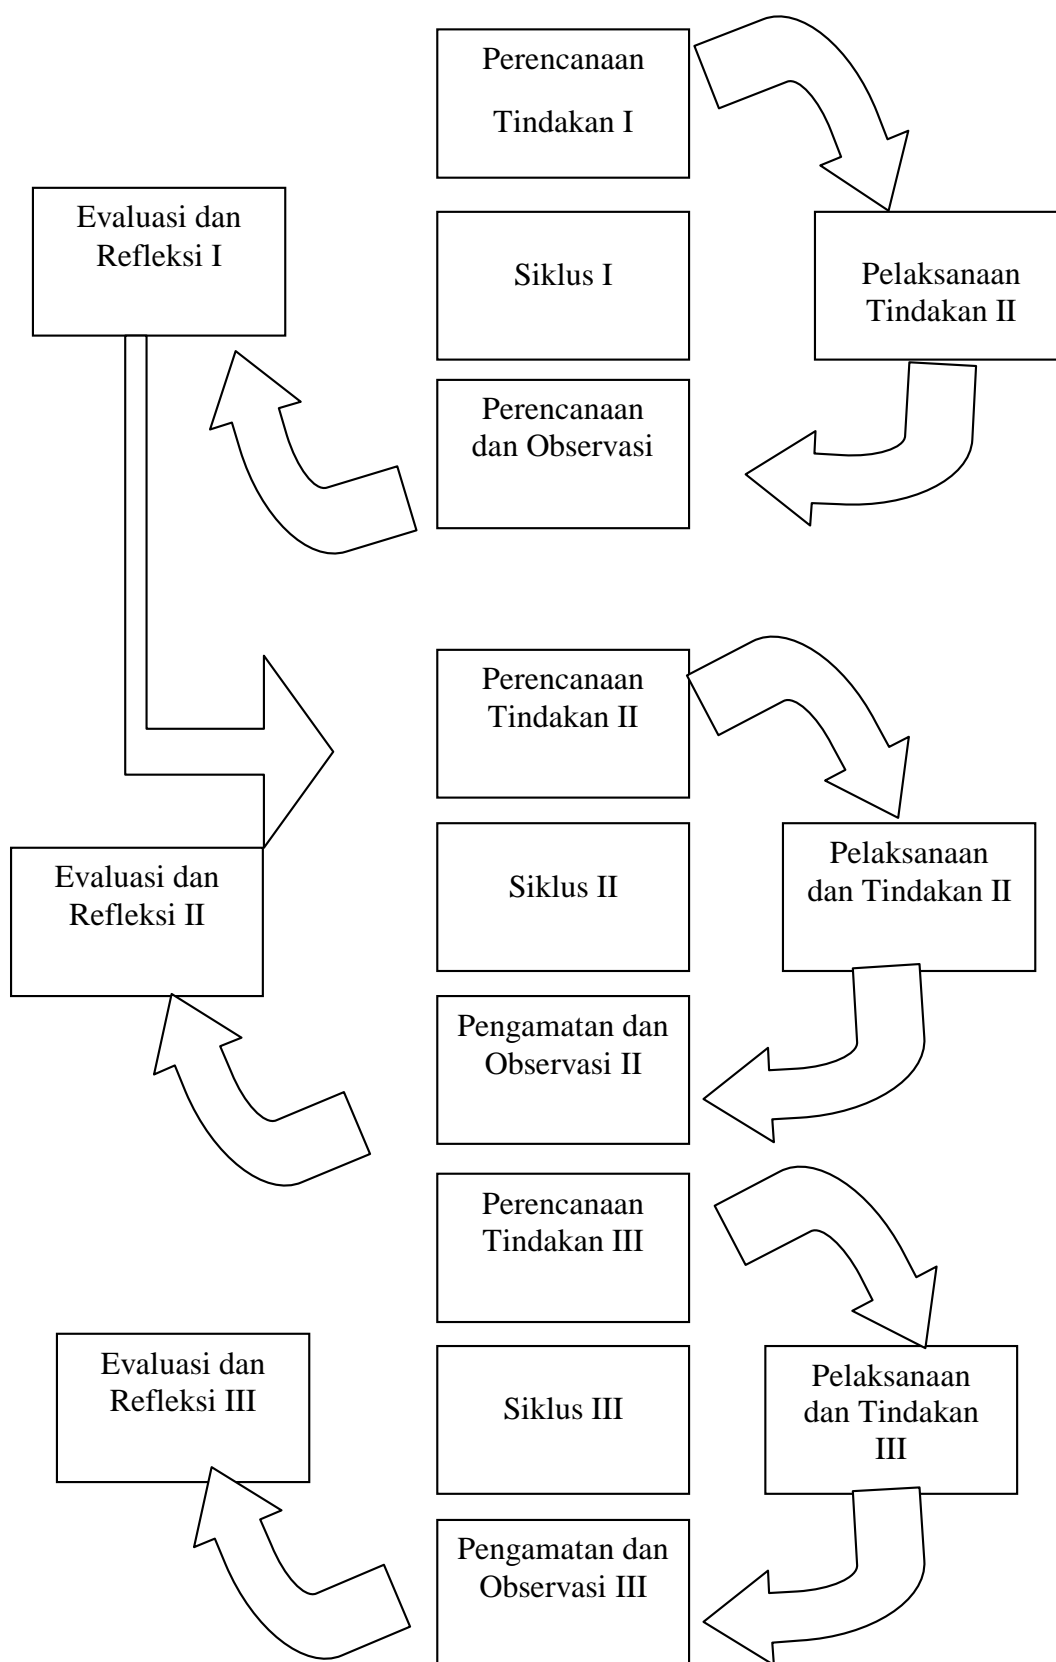 Perencanaan
Tindakan I
Evaluasi dan
Refleksi I
Siklus I
Pelaksanaan
Tindakan II
Perencanaan
dan Observasi
Perencanaan
Tindakan II
Evaluasi dan
Refleksi II
Siklus II
Pelaksanaan
dan Tindakan II
Pengamatan dan
Observasi II
Perencanaan
Tindakan III
Evaluasi dan
Refleksi III
Siklus III
Pelaksanaan
dan Tindakan
III
Pengamatan dan
Observasi III